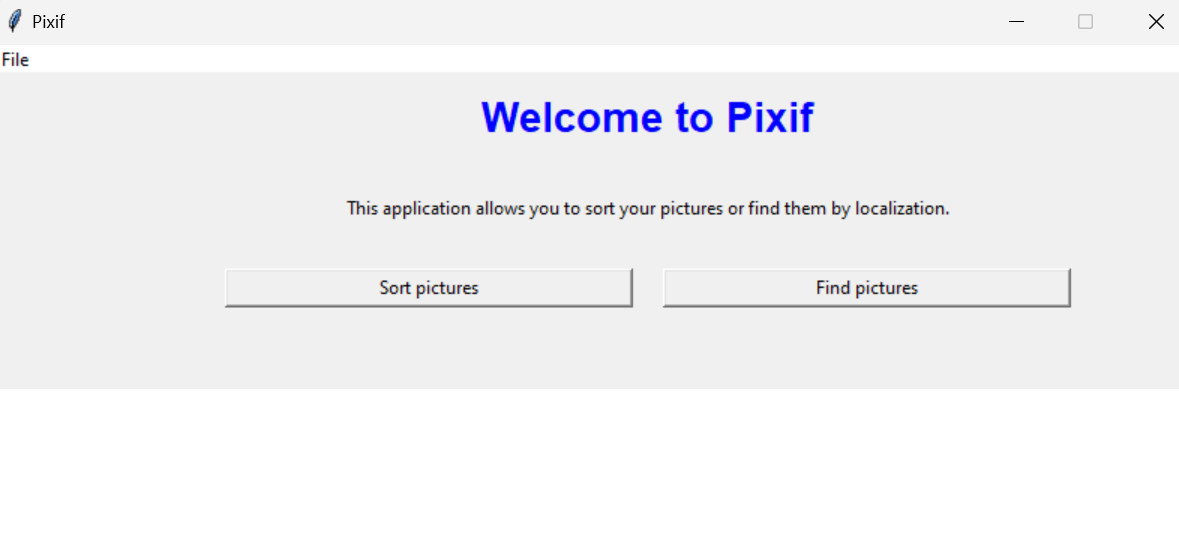 Pixif
File
Welcome to Pixif
This application allows you to sort your pictures or find them by localization.
Sort pictures
Find pictures